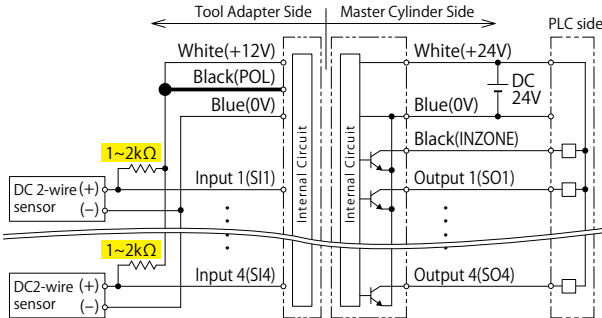 Tool Adapter Side
Master Cylinder Side
PLC side
White(+12V)
Black(POL)
Blue(0V)
1~2kΩ
DC 2-wire (+)
sensor (−)
Input 1(SI1)
1~2kΩ
DC2-wire (+)
sensor (−)
Input 4(SI4)
Internal Circuit
Internal Circuit
White(+24V)
DC
24V
Blue(0V)
Black(INZONE)
Output 1(SO1)
Output 4(SO4)